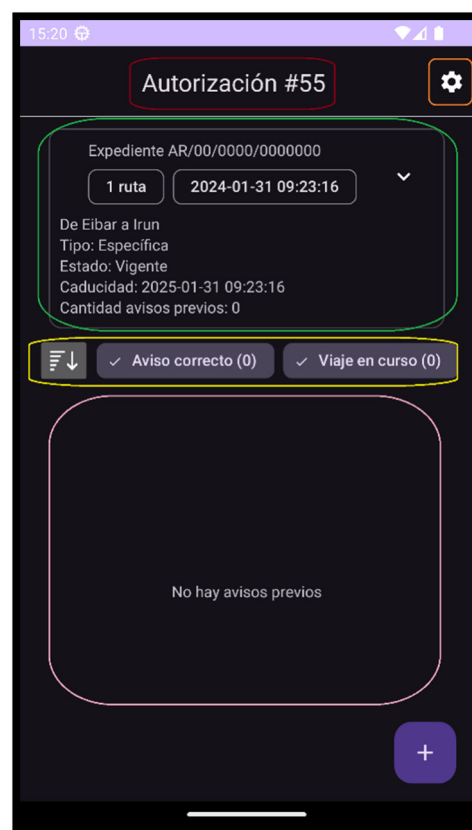 15:20
Autorización #55
Expediente AR/00/0000/0000000
1 ruta 2024-01-31 09:23:16
De Eibar a Irun
Tipo: Específica
Estado: Vigente
Caducidad: 2025-01-31 09:23:16
Cantidad avisos previos: 0
Aviso correcto (0) Viaje en curso (0)
No hay avisos previos
+